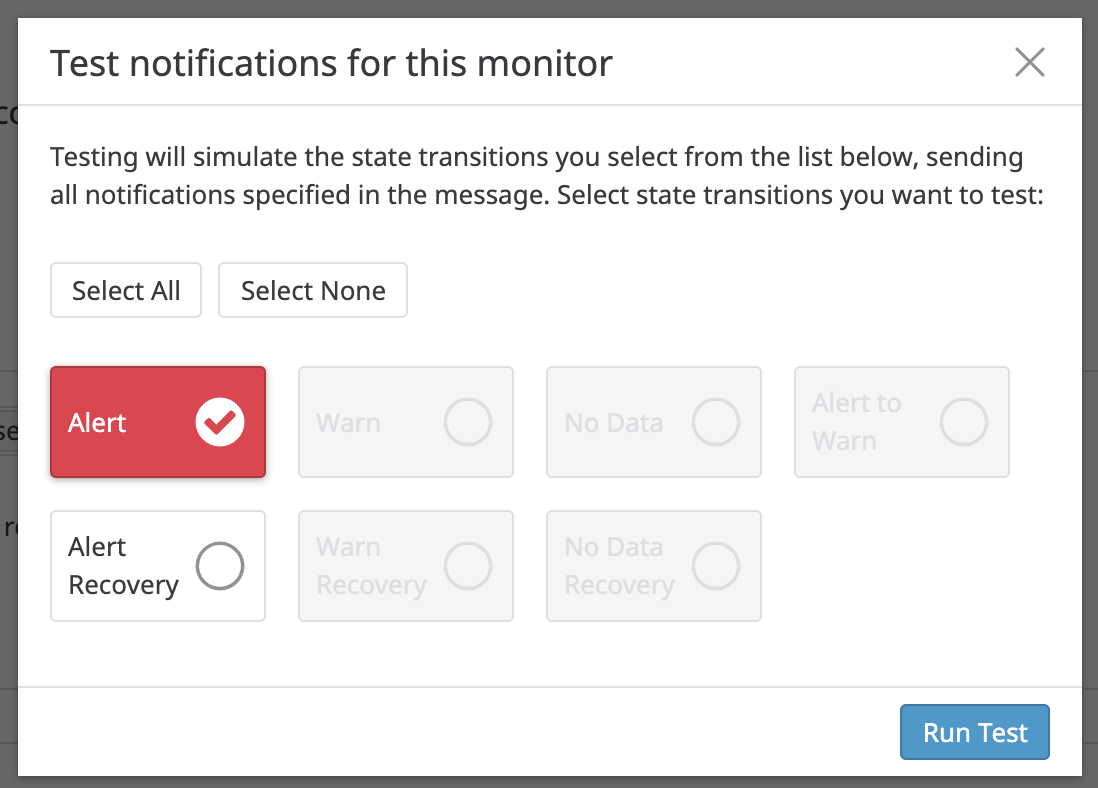 Test notifications for this monitor
Testing will simulate the state transitions you select from the list below, sending
all notifications specified in the message. Select state transitions you want to test:
Select All
Select None
Alert
Warn
No Data
Alert to
Warn
Alert
Recovery
Warn
Recovery
No Data
Recovery
Run Test